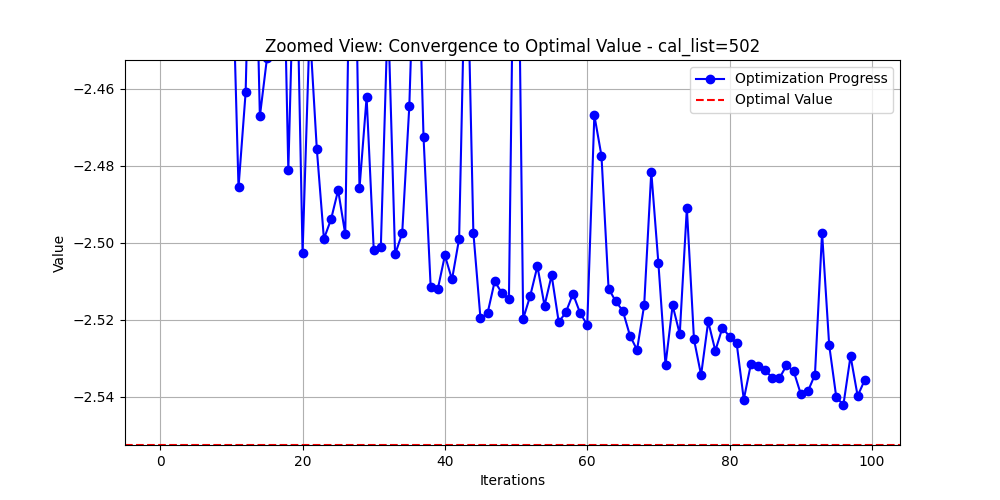 Zoomed View: Convergence to Optimal Value - cal_list=502
Optimization Progress
Optimal Value
Value
−2.46
−2.48
−2.50
−2.52
−2.54
0 20 40 60 80 100
Iterations